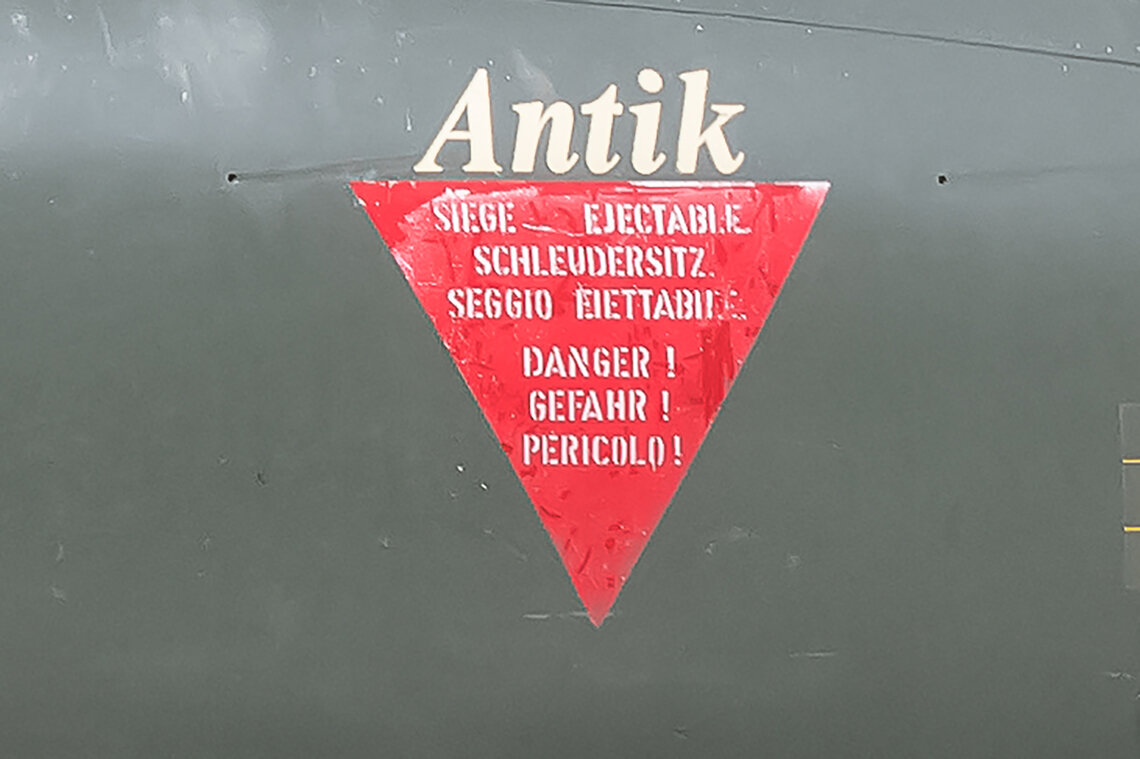 Antik
SIEGE EJECTABLE
SCHLEUDERSITZ.
SEGGIO EIETTABILE
DANGER !
GEFAHR !
PERICOLO !